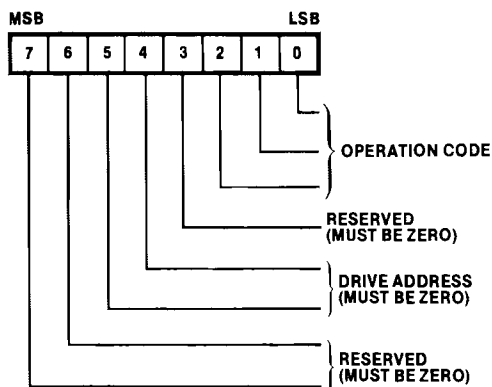 MSB LSB
7 6 5 4 3 2 1 0
OPERATION CODE
RESERVED
(MUST BE ZERO)
DRIVE ADDRESS
(MUST BE ZERO)
RESERVED
(MUST BE ZERO)